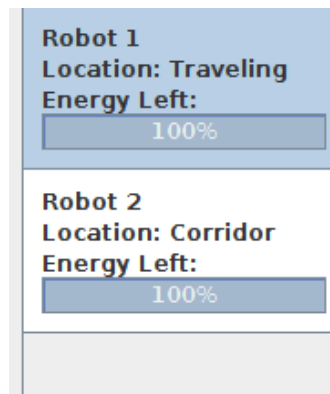 Robot 1
Location: Traveling
Energy Left:
100%
Robot 2
Location: Corridor
Energy Left:
100%